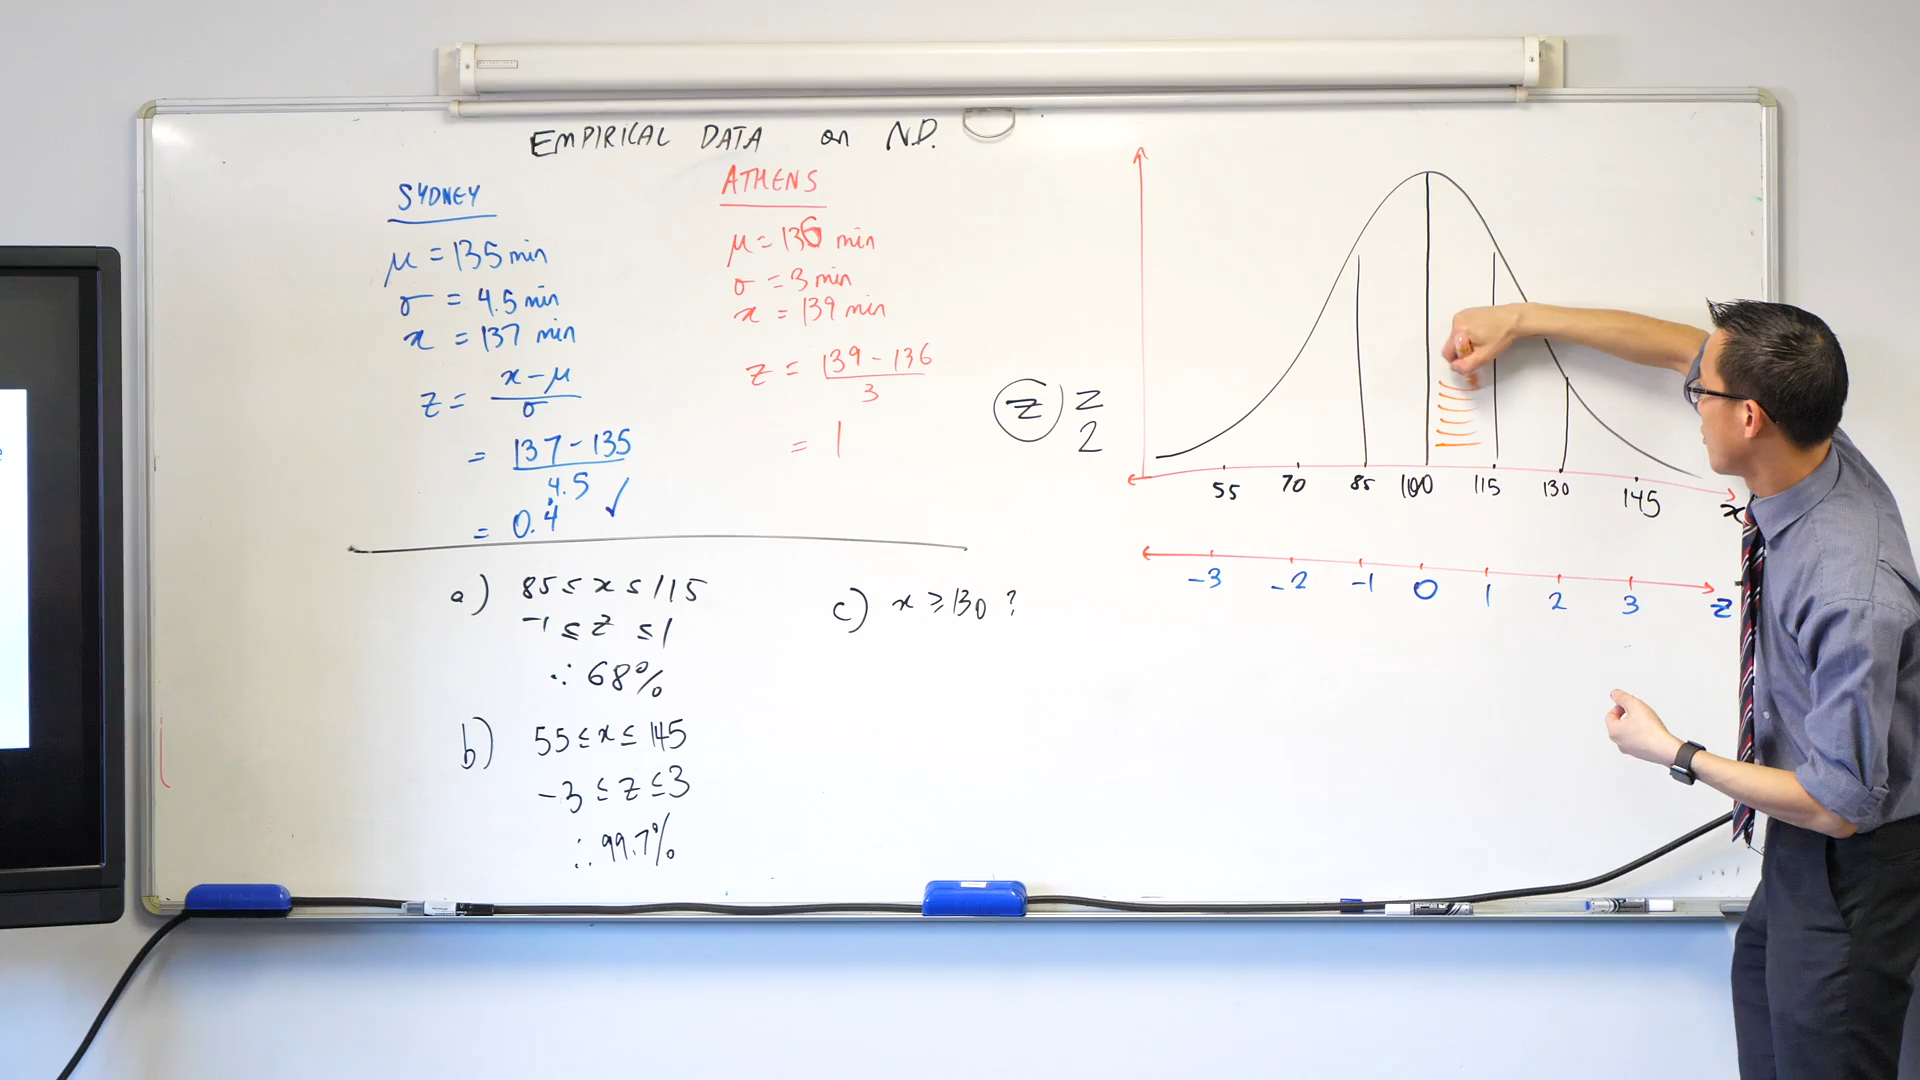 EMPIRICAL DATA on N.D.
SYDNEY
μ = 135 min
σ = 4.5 min
x = 137 min
z = x - μ / σ
= 137 - 135 / 4.5
= 0.4̇ ✓
ATHENS
μ = 136 min
σ = 3 min
x = 139 min
z = 139 - 136 / 3
= 1
a) 85 ≤ x ≤ 115
-1 ≤ z ≤ 1
∴ 68%
b) 55 ≤ x ≤ 145
-3 ≤ z ≤ 3
∴ 99.7%
c) x ≥ 130 ?
z z
2
55 70 85 100 115 130 145 x
-3 -2 -1 0 1 2 3 z